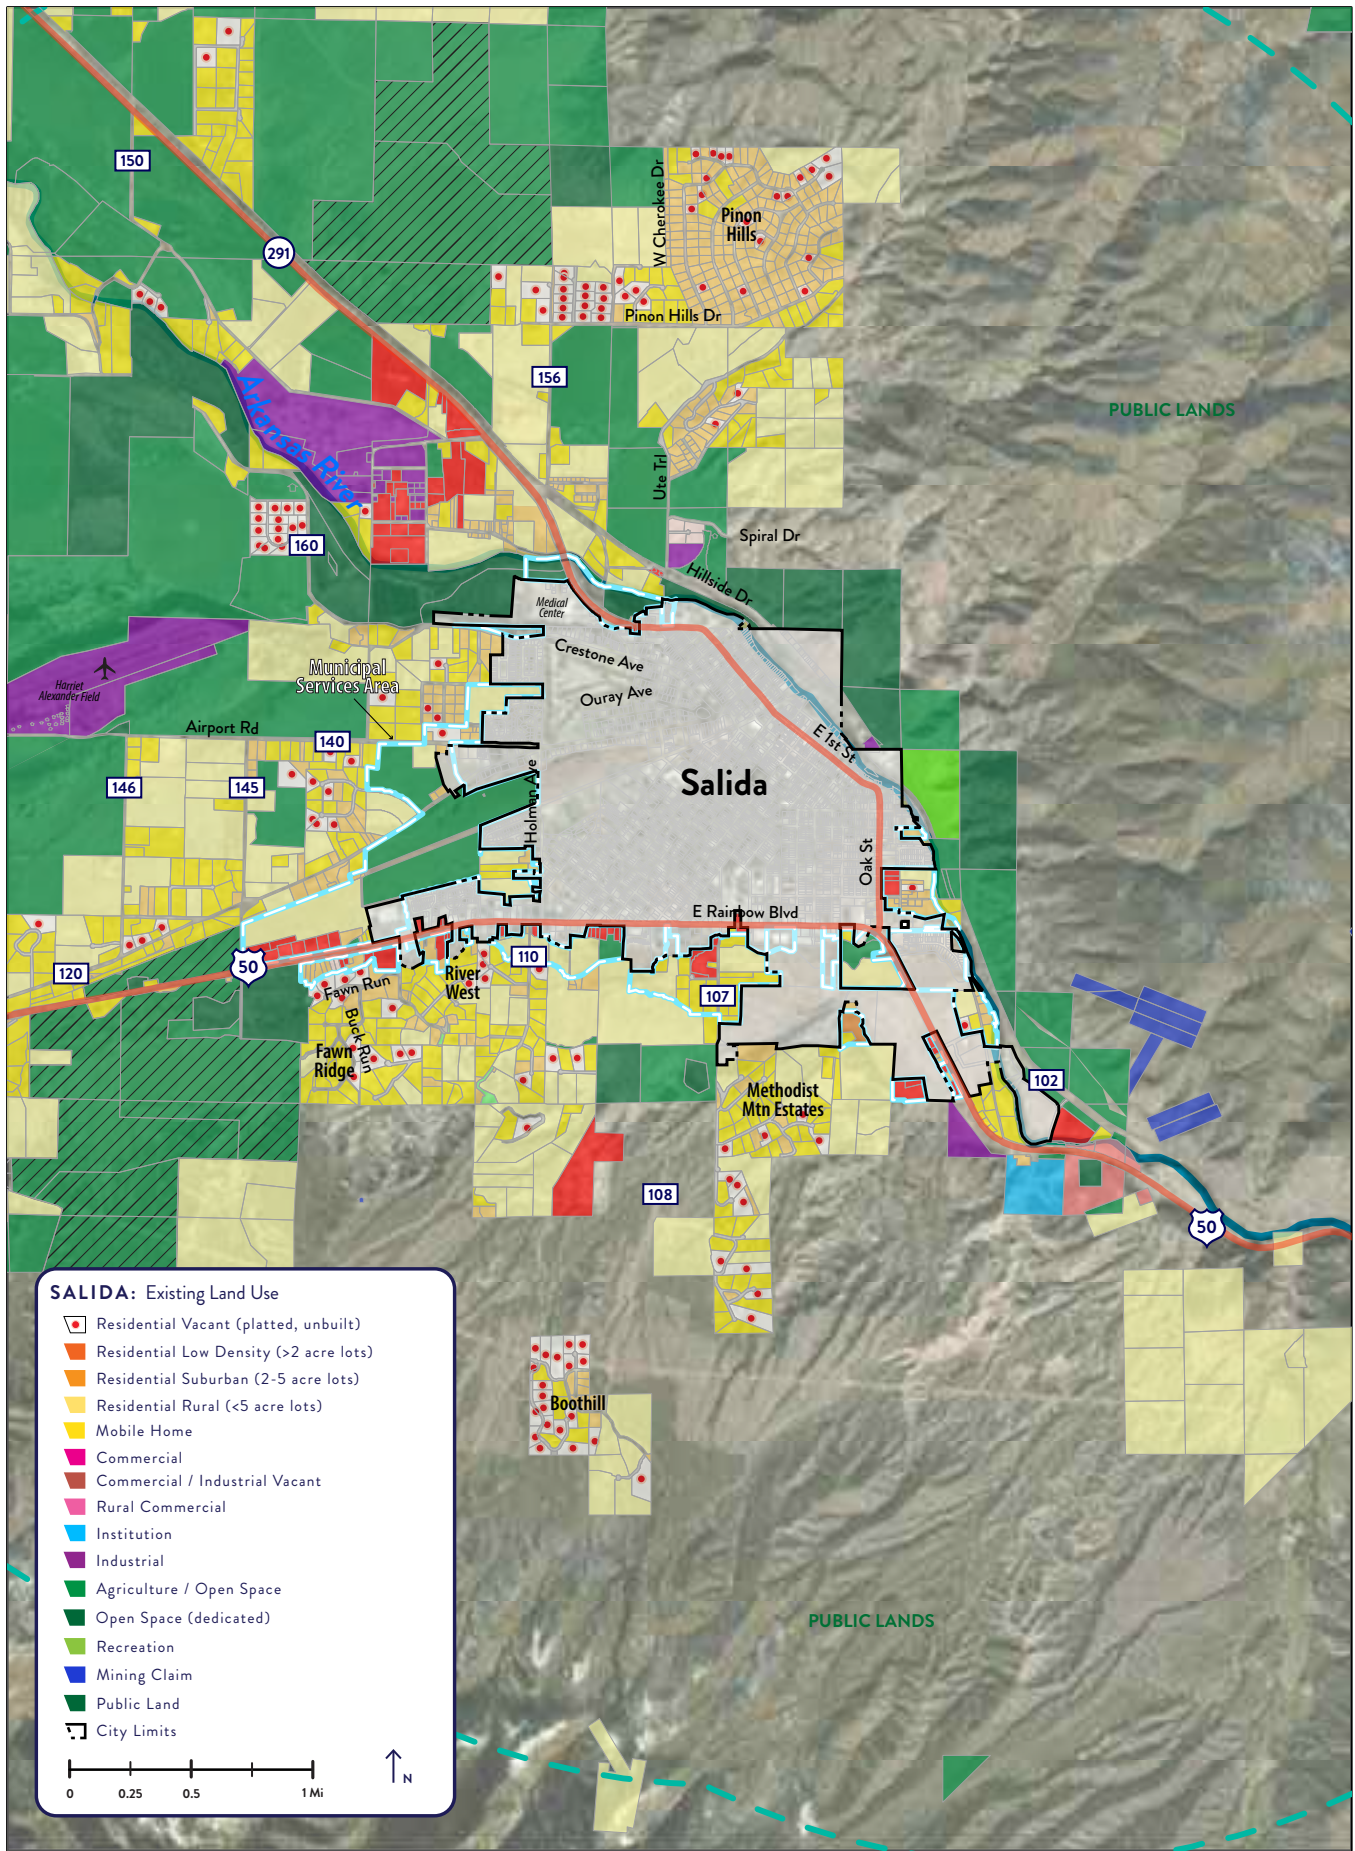 150
291
W Cherokee Dr
Pinon
Hills
Pinon Hills Dr
156
PUBLIC LANDS
Arkansas River
Ute Trl
Spiral Dr
160
Hillside Dr
Medical
Center
Crestone Ave
Municipal
Services Area
Ouray Ave
Harriet
Alexander Field
Airport Rd
140
E 1st St
146
145
Holman Ave
Salida
Oak St
E Rainbow Blvd
50
120
110
River
West
Fawn Run
107
Buck Run
Fawn
Ridge
Methodist
Mtn Estates
102
108
50
Boothill
PUBLIC LANDS
SALIDA: Existing Land Use
Residential Vacant (platted, unbuilt)
Residential Low Density (>2 acre lots)
Residential Suburban (2-5 acre lots)
Residential Rural (<5 acre lots)
Mobile Home
Commercial
Commercial / Industrial Vacant
Rural Commercial
Institution
Industrial
Agriculture / Open Space
Open Space (dedicated)
Recreation
Mining Claim
Public Land
City Limits
0 0.25 0.5 1 Mi
N